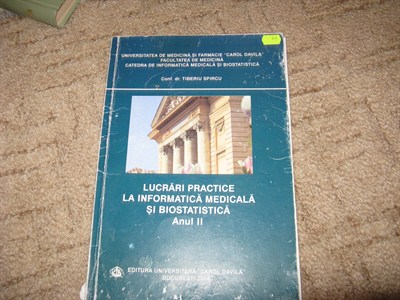 UNIVERSITATEA DE MEDICINĂ ŞI FARMACIE "CAROL DAVILA"
FACULTATEA DE MEDICINĂ
CATEDRA DE INFORMATICĂ MEDICALĂ ŞI BIOSTATISTICĂ
Conf. dr. TIBERIU SPIRCU
LUCRĂRI PRACTICE
LA INFORMATICĂ MEDICALĂ
ŞI BIOSTATISTICĂ
Anul II
EDITURA UNIVERSITARĂ "CAROL DAVILA"
BUCUREŞTI